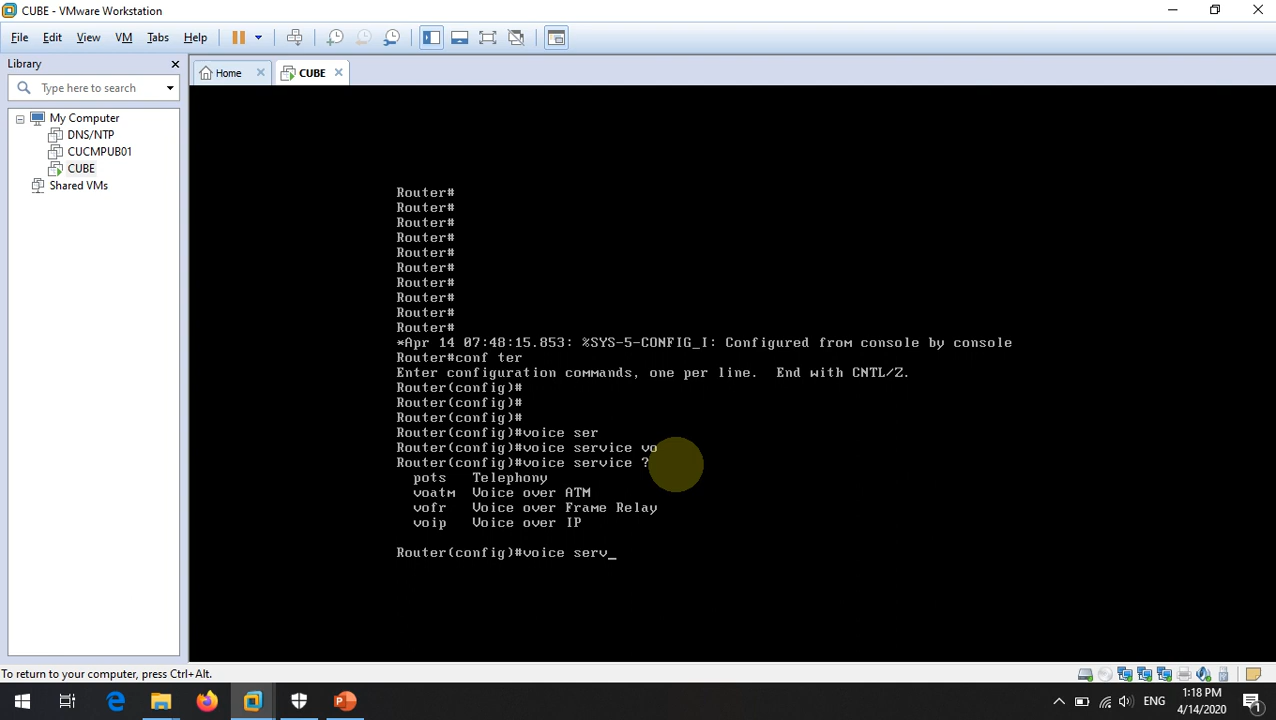 CUBE - VMware Workstation
File Edit View VM Tabs Help
Library
Type here to search
My Computer
DNS/NTP
CUCMPUB01
CUBE
Shared VMs
Home
CUBE
Router#
Router#
Router#
Router#
Router#
Router#
Router#
Router#
Router#
Router#
*Apr 14 07:48:15.853: %SYS-5-CONFIG_I: Configured from console by console
Router#conf ter
Enter configuration commands, one per line.  End with CNTL/Z.
Router(config)#
Router(config)#
Router(config)#
Router(config)#voice ser
Router(config)#voice service vo
Router(config)#voice service ?
  pots   Telephony
  voatm  Voice over ATM
  vofr   Voice over Frame Relay
  voip   Voice over IP
Router(config)#voice serv_
To return to your computer, press Ctrl+Alt.
ENG
1:18 PM
4/14/2020
1